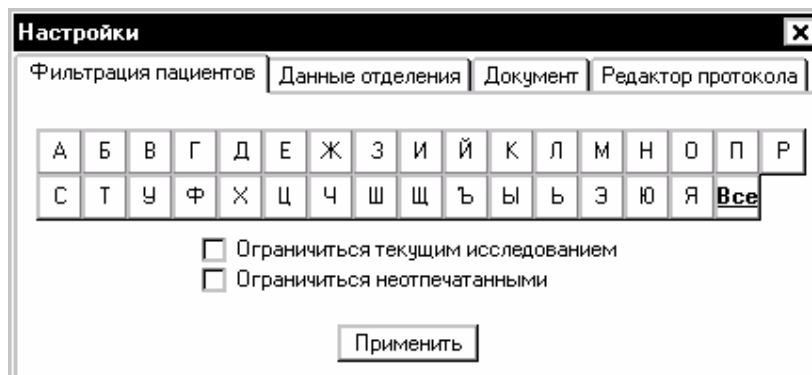 Настройки
Фильтрация пациентов Данные отделения Документ Редактор протокола
А Б В Г Д Е Ж З И Й К Л М Н О П Р
С Т У Ф Х Ц Ч Ш Щ Ъ Ы Ь Э Ю Я Все
Ограничиться текущим исследованием
Ограничиться неотпечатанными
Применить